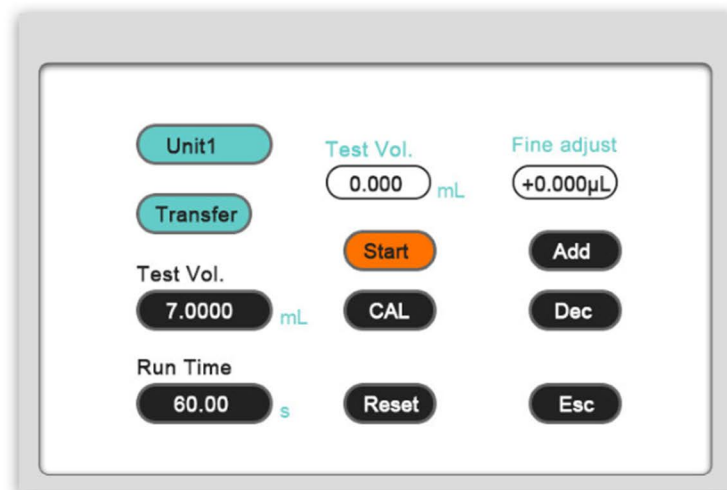 Unit1
Test Vol.
Fine adjust
0.000 mL
+0.000µL
Transfer
Start
Add
Test Vol.
7.0000 mL
CAL
Dec
Run Time
60.00 s
Reset
Esc